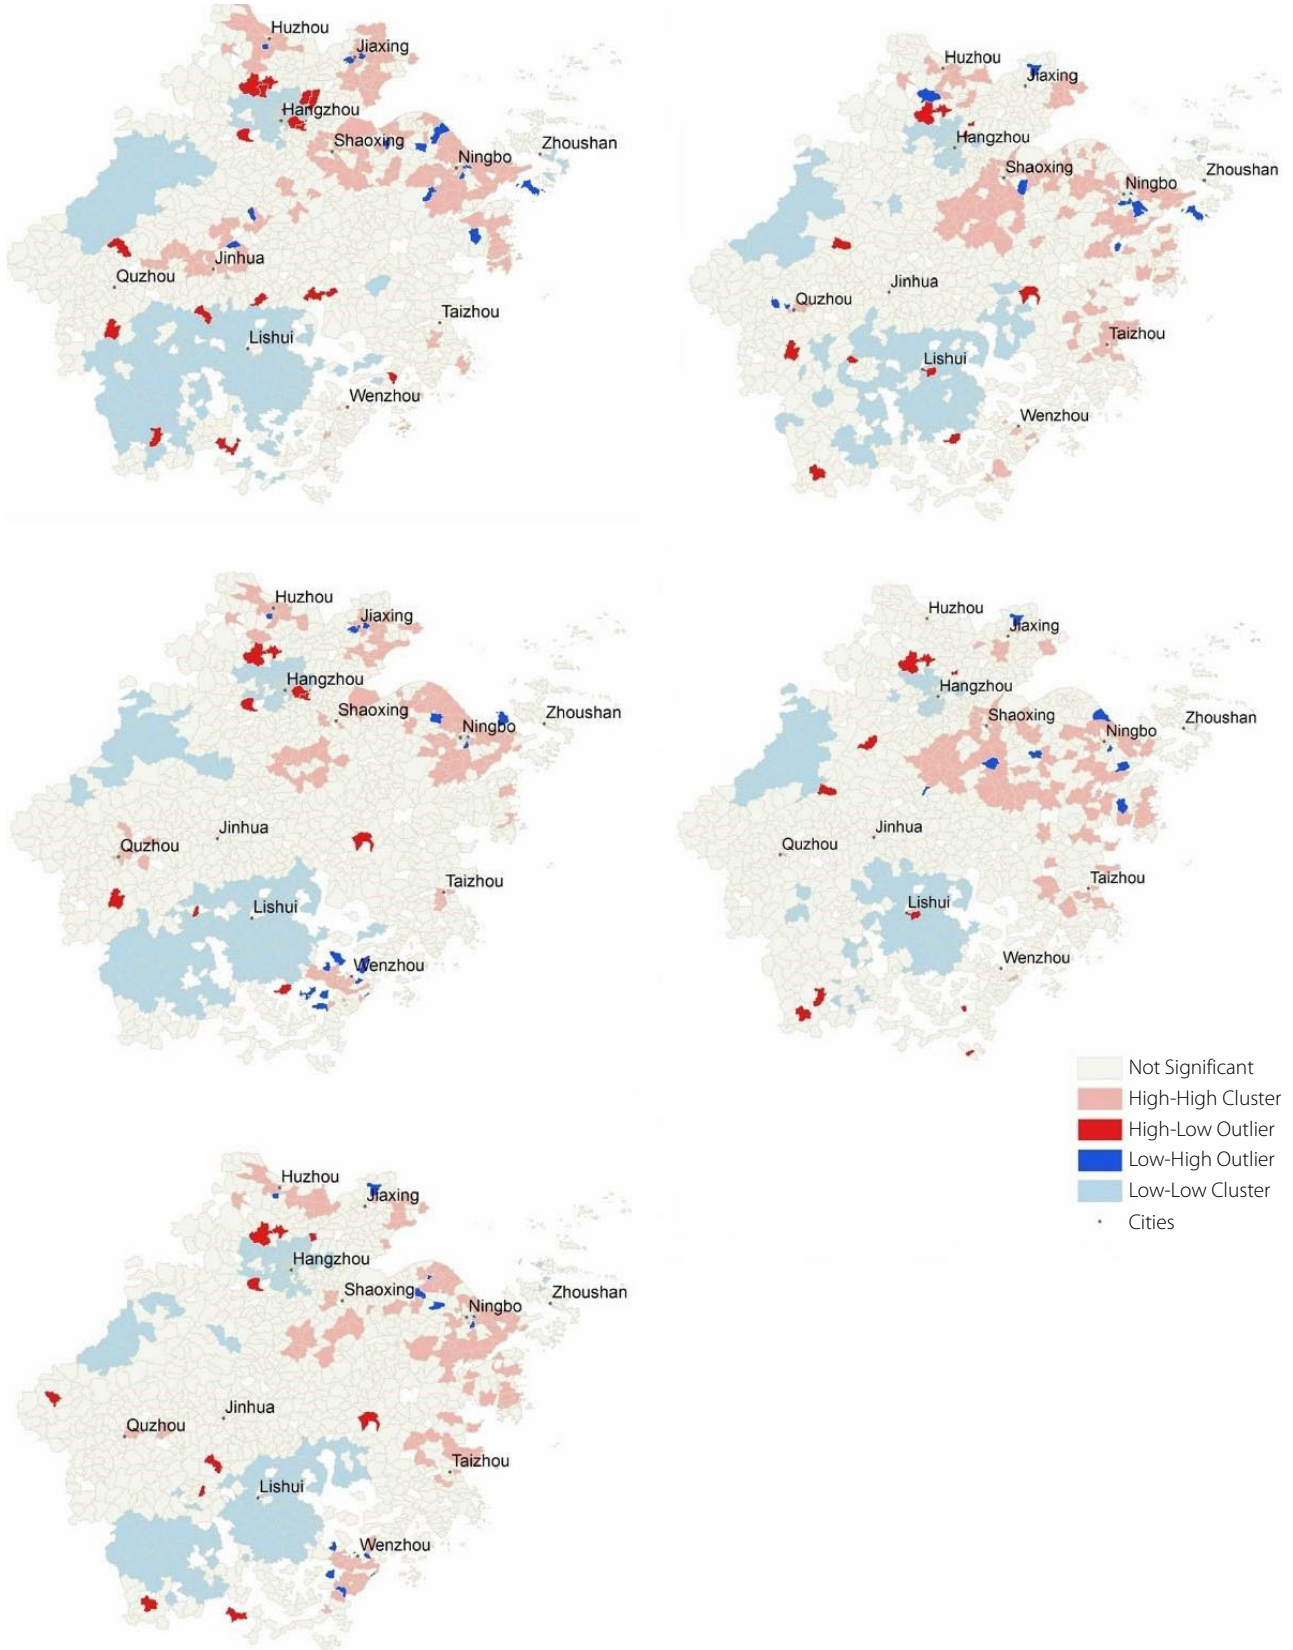 Huzhou
Jiaxing
Hangzhou
Shaoxing
Ningbo
Zhoushan
Jinhua
Quzhou
Taizhou
Lishui
Wenzhou
Huzhou
Jiaxing
Hangzhou
Shaoxing
Ningbo
Zhoushan
Jinhua
Quzhou
Taizhou
Lishui
Wenzhou
Huzhou
Jiaxing
Hangzhou
Shaoxing
Ningbo
Zhoushan
Jinhua
Quzhou
Taizhou
Lishui
Wenzhou
Huzhou
Jiaxing
Hangzhou
Shaoxing
Ningbo
Zhoushan
Jinhua
Quzhou
Taizhou
Lishui
Wenzhou
Not Significant
High-High Cluster
High-Low Outlier
Low-High Outlier
Low-Low Cluster
Cities
Huzhou
Jiaxing
Hangzhou
Shaoxing
Ningbo
Zhoushan
Jinhua
Quzhou
Taizhou
Lishui
Wenzhou